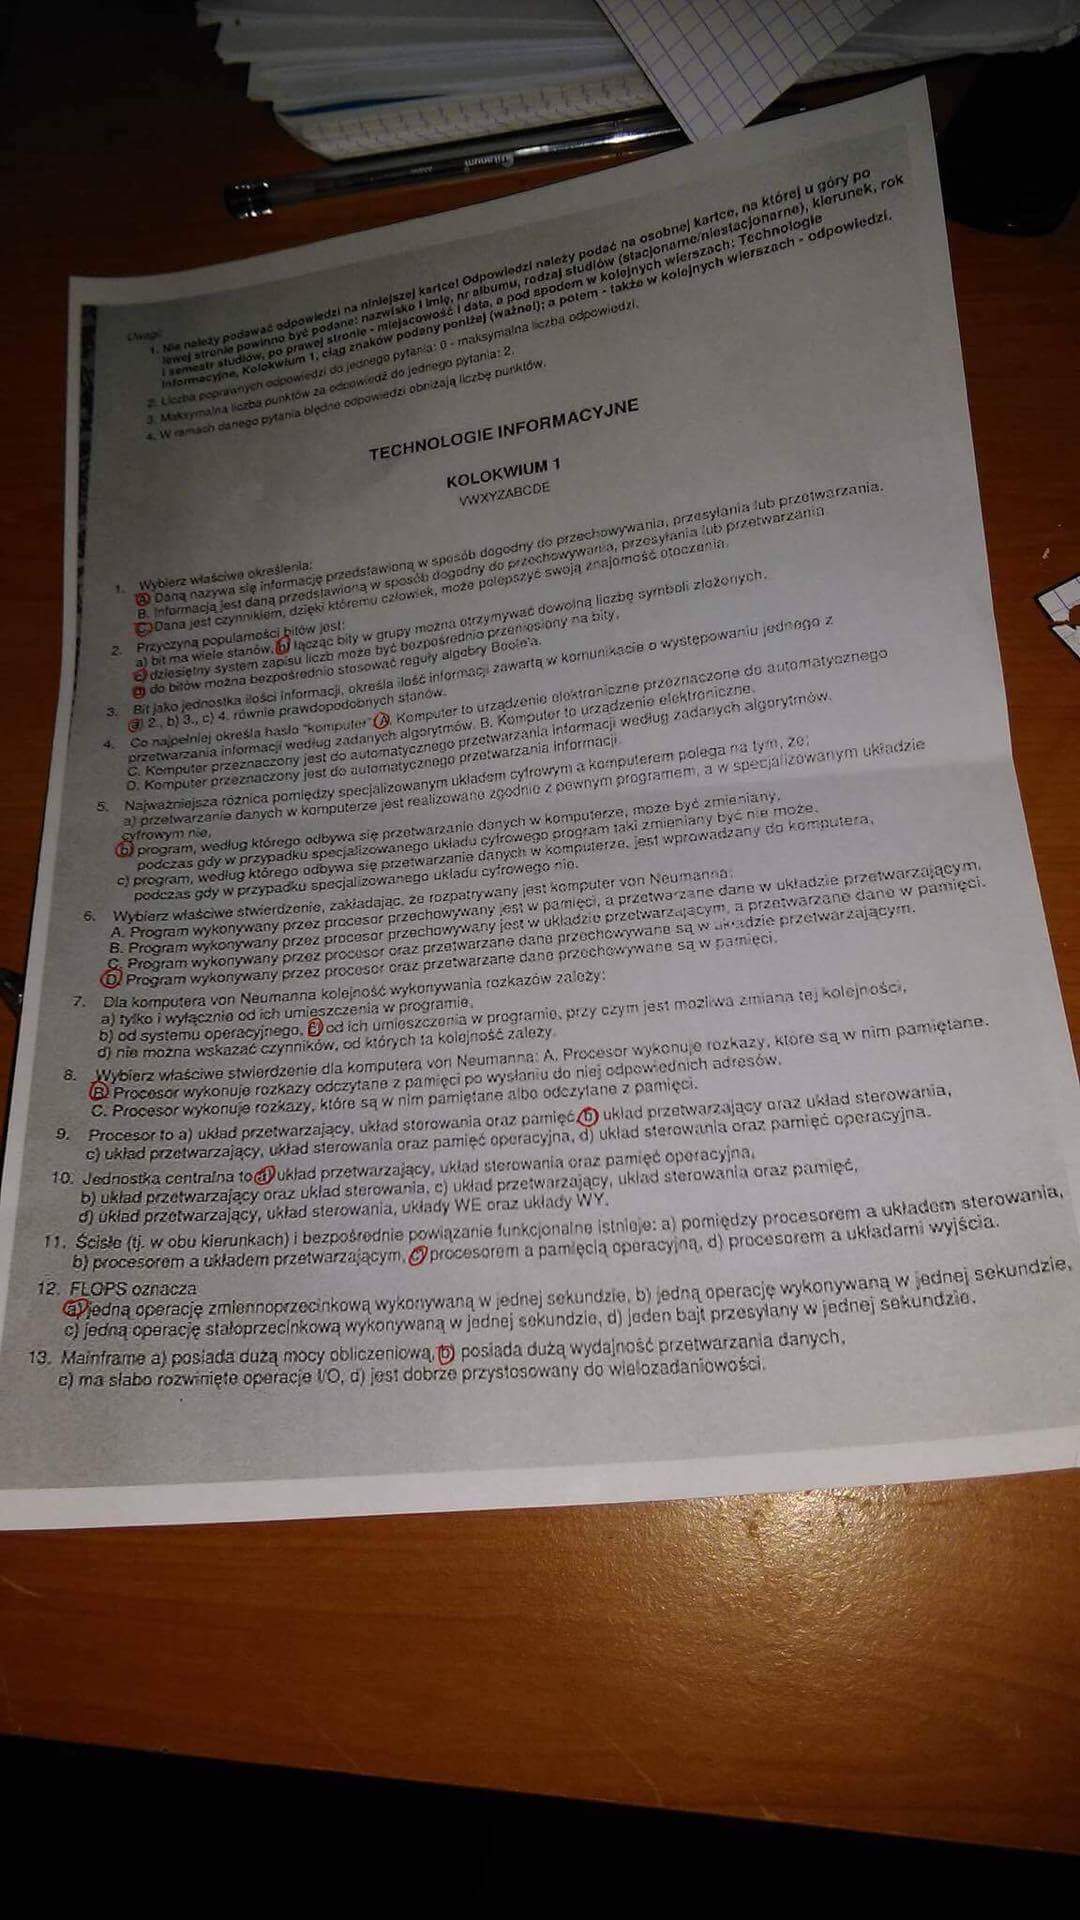 Uwagi:
1. Nie należy podawać odpowiedzi na niniejszej kartce! Odpowiedzi należy podać na osobnej kartce, na której u góry po
lewej stronie powinno być podane: nazwisko i imię, nr albumu, rodzaj studiów (stacjonarne/niestacjonarne), kierunek, rok
i semestr studiów, po prawej stronie - miejscowość i data, a pod spodem w kolejnych wierszach: Technologie
Informacyjne, Kolokwium 1, ciąg znaków podany poniżej (ważne!); a potem - także w kolejnych wierszach - odpowiedzi.
2. Liczba poprawnych odpowiedzi do jednego pytania: 0 - maksymalna liczba odpowiedzi.
3. Maksymalna liczba punktów za odpowiedź do jednego pytania: 2.
4. W ramach danego pytania błędne odpowiedzi obniżają liczbę punktów.
TECHNOLOGIE INFORMACYJNE
KOLOKWIUM 1
VWXYZABCDE
1. Wybierz właściwe określenia:
A. Daną nazywa się informację przedstawioną w sposób dogodny do przechowywania, przesyłania lub przetwarzania.
B. Informacją jest daną przedstawioną w sposób dogodny do przechowywania, przesyłania lub przetwarzania.
C. Dana jest czynnikiem, dzięki któremu człowiek, może polepszyć swoją znajomość otoczenia.
2. Przyczyną popularności bitów jest:
a) bit ma wiele stanów, b) łącząc bity w grupy można otrzymywać dowolną liczbę symboli złożonych,
c) dziesiętny system zapisu liczb może być bezpośrednio przeniesiony na bity,
d) do bitów można bezpośrednio stosować reguły algebry Boole'a.
3. Bit jako jednostka ilości informacji, określa ilość informacji zawartą w komunikacie o występowaniu jednego z
a) 2., b) 3., c) 4. równie prawdopodobnych stanów.
4. Co najpełniej określa hasło "komputer" A. Komputer to urządzenie elektroniczne przeznaczone do automatycznego
przetwarzania informacji według zadanych algorytmów. B. Komputer to urządzenie elektroniczne.
C. Komputer przeznaczony jest do automatycznego przetwarzania informacji według zadanych algorytmów.
D. Komputer przeznaczony jest do automatycznego przetwarzania informacji.
5. Najważniejsza różnica pomiędzy specjalizowanym układem cyfrowym a komputerem polega na tym, że:
a) przetwarzanie danych w komputerze jest realizowane zgodnie z pewnym programem, a w specjalizowanym układzie
cyfrowym nie,
b) program, według którego odbywa się przetwarzanie danych w komputerze, może być zmieniany,
podczas gdy w przypadku specjalizowanego układu cyfrowego program taki zmieniany być nie może,
c) program, według którego odbywa się przetwarzanie danych w komputerze, jest wprowadzany do komputera,
podczas gdy w przypadku specjalizowanego układu cyfrowego nie.
6. Wybierz właściwe stwierdzenie, zakładając, że rozpatrywany jest komputer von Neumanna:
A. Program wykonywany przez procesor przechowywany jest w pamięci, a przetwarzane dane w układzie przetwarzającym,
B. Program wykonywany przez procesor przechowywany jest w układzie przetwarzającym, a przetwarzane dane w pamięci.
C. Program wykonywany przez procesor oraz przetwarzane dane przechowywane są w układzie przetwarzającym.
D. Program wykonywany przez procesor oraz przetwarzane dane przechowywane są w pamięci.
7. Dla komputera von Neumanna kolejność wykonywania rozkazów zależy:
a) tylko i wyłącznie od ich umieszczenia w programie,
b) od systemu operacyjnego, c) od ich umieszczenia w programie, przy czym jest możliwa zmiana tej kolejności,
d) nie można wskazać czynników, od których ta kolejność zależy.
8. Wybierz właściwe stwierdzenie dla komputera von Neumanna: A. Procesor wykonuje rozkazy, które są w nim pamiętane.
B. Procesor wykonuje rozkazy odczytane z pamięci po wysłaniu do niej odpowiednich adresów.
C. Procesor wykonuje rozkazy, które są w nim pamiętane albo odczytane z pamięci.
9. Procesor to a) układ przetwarzający, układ sterowania oraz pamięć, b) układ przetwarzający oraz układ sterowania,
c) układ przetwarzający, układ sterowania oraz pamięć operacyjna, d) układ sterowania oraz pamięć operacyjna.
10. Jednostka centralna to a) układ przetwarzający, układ sterowania oraz pamięć operacyjna,
b) układ przetwarzający oraz układ sterowania, c) układ przetwarzający, układ sterowania oraz pamięć,
d) układ przetwarzający, układ sterowania, układy WE oraz układy WY.
11. Ścisłe (tj. w obu kierunkach) i bezpośrednie powiązanie funkcjonalne istnieje: a) pomiędzy procesorem a układem sterowania,
b) procesorem a układem przetwarzającym, c) procesorem a pamięcią operacyjną, d) procesorem a układami wyjścia.
12. FLOPS oznacza
a) jedną operację zmiennoprzecinkową wykonywaną w jednej sekundzie, b) jedną operację wykonywaną w jednej sekundzie,
c) jedną operację stałoprzecinkową wykonywaną w jednej sekundzie, d) jeden bajt przesyłany w jednej sekundzie.
13. Mainframe a) posiada dużą mocy obliczeniową, b) posiada dużą wydajność przetwarzania danych,
c) ma słabo rozwinięte operacje I/O, d) jest dobrze przystosowany do wielozadaniowości.